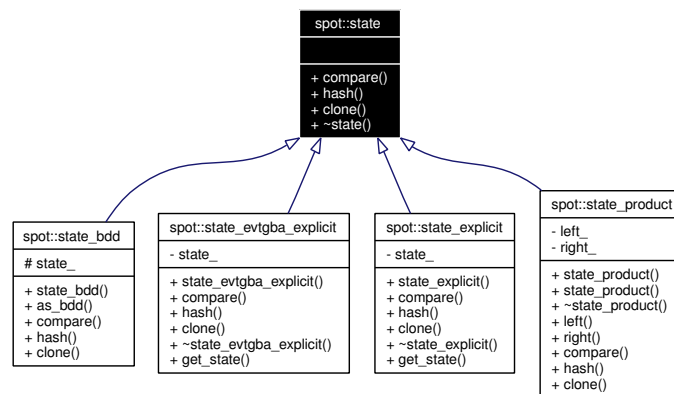 spot::state
+ compare()
+ hash()
+ clone()
+ ~state()
spot::state_bdd
# state_
+ state_bdd()
+ as_bdd()
+ compare()
+ hash()
+ clone()
spot::state_evtgba_explicit
- state_
+ state_evtgba_explicit()
+ compare()
+ hash()
+ clone()
+ ~state_evtgba_explicit()
+ get_state()
spot::state_explicit
- state_
+ state_explicit()
+ compare()
+ hash()
+ clone()
+ ~state_explicit()
+ get_state()
spot::state_product
- left_
- right_
+ state_product()
+ state_product()
+ ~state_product()
+ left()
+ right()
+ compare()
+ hash()
+ clone()